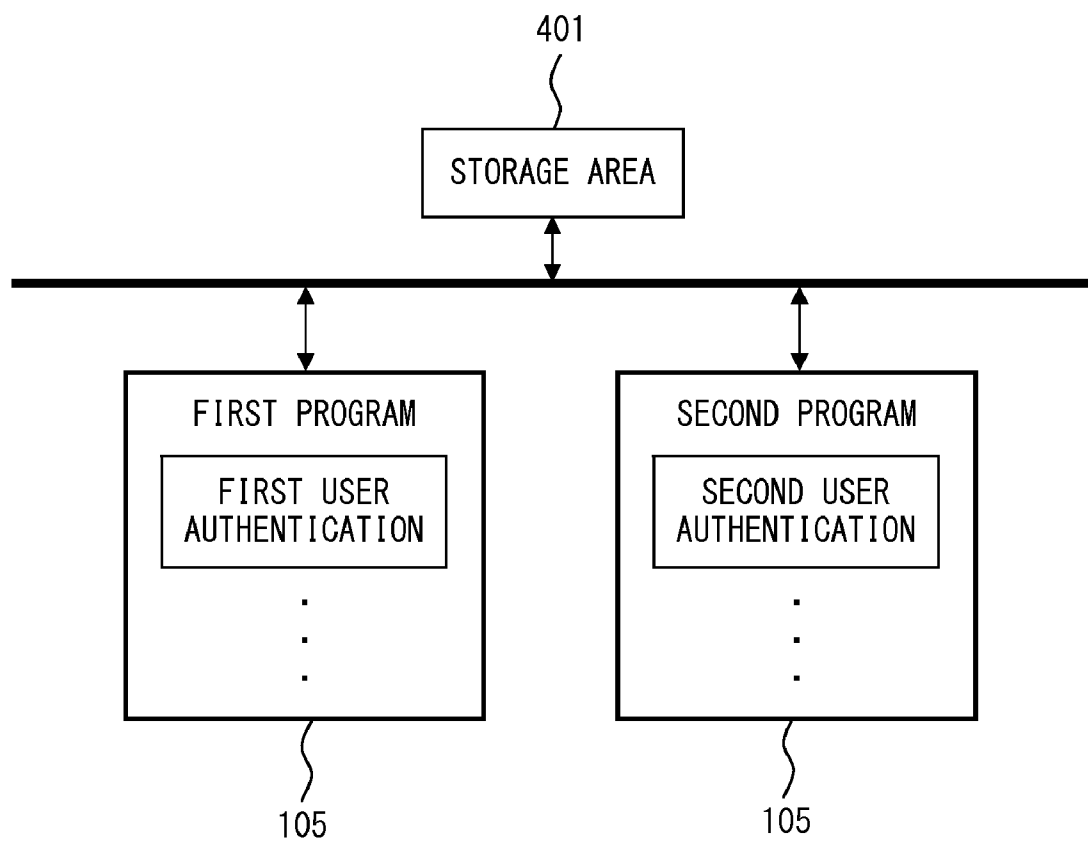 401
STORAGE AREA
FIRST PROGRAM
FIRST USER
AUTHENTICATION
105
SECOND PROGRAM
SECOND USER
AUTHENTICATION
105